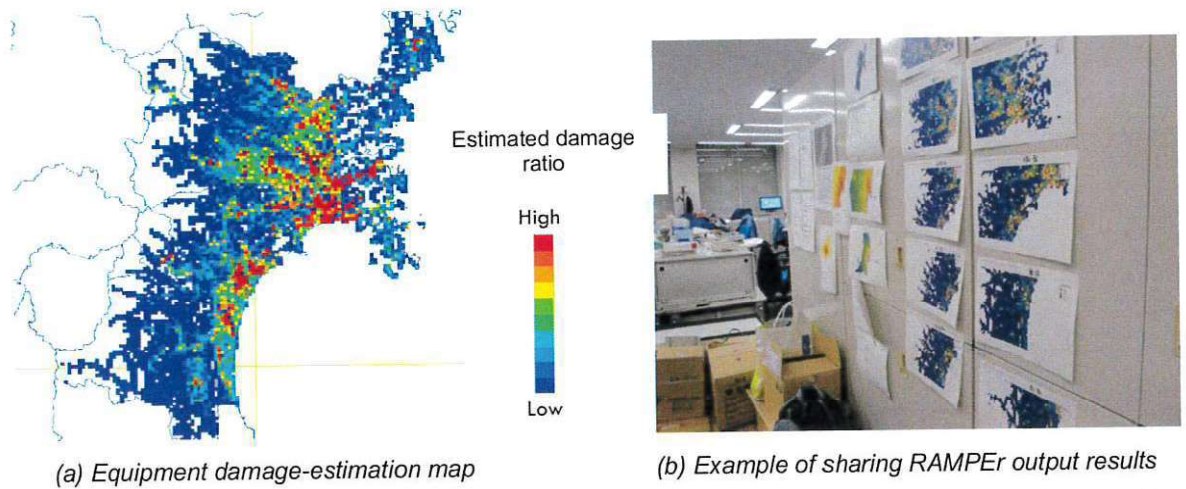 Estimated damage
ratio
High
Low
(a) Equipment damage-estimation map
(b) Example of sharing RAMPEr output results